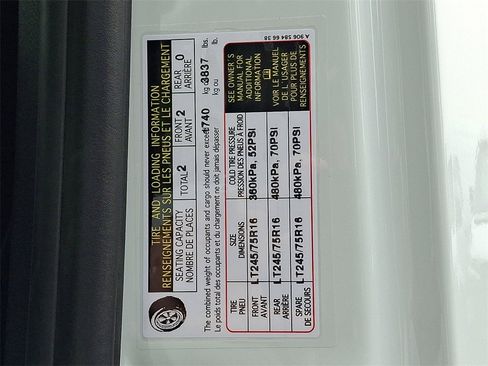 TIRE AND LOADING INFORMATION
RENSEIGNEMENTS SUR LES PNEUS ET LE CHARGEMENT
SEATING CAPACITY
NOMBRE DE PLACES
TOTAL 2
FRONT 2
AVANT
REAR 0
ARRIÈRE
The combined weight of occupants and cargo should never exceed 1740 kg or 3837 lbs.
Le poids total des occupants et du chargement ne doit jamais dépasser kg ou lb.
TIRE
PNEU
SIZE
DIMENSIONS
COLD TIRE PRESSURE
PRESSION DES PNEUS A FROID
FRONT
AVANT
LT245/75R16
360kPa, 52PSI
REAR
ARRIÈRE
LT245/75R16
480kPa, 70PSI
SPARE
DE SECOURS
LT245/75R16
480kPa, 70PSI
SEE OWNER'S
MANUAL FOR
ADDITIONAL
INFORMATION
VOIR LE MANUEL
DE L'USAGER
POUR PLUS DE
RENSEIGNEMENTS
A 906 584 66 38